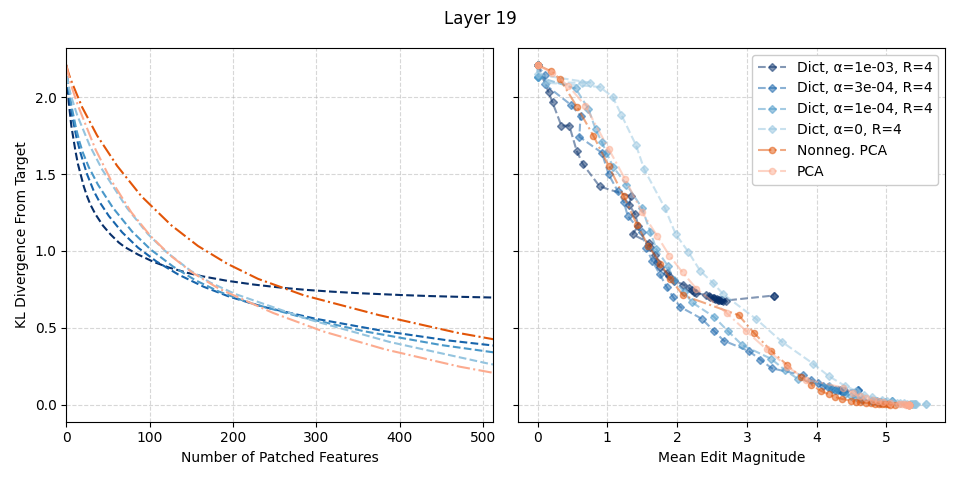 Layer 19
KL Divergence From Target
2.0
1.5
1.0
0.5
0.0
0 100 200 300 400 500
Number of Patched Features
Dict, α=1e-03, R=4
Dict, α=3e-04, R=4
Dict, α=1e-04, R=4
Dict, α=0, R=4
Nonneg. PCA
PCA
0 1 2 3 4 5
Mean Edit Magnitude